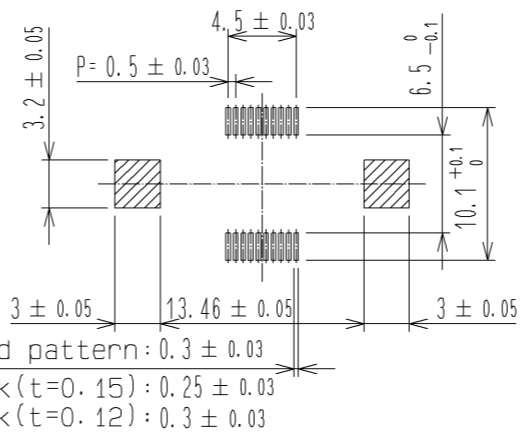 4.5 ± 0.03
P= 0.5 ± 0.03
3.2 ± 0.05
6.5 0 -0.1
10.1 +0.1 0
3 ± 0.05
13.46 ± 0.05
3 ± 0.05
d pattern: 0.3 ± 0.03
k(t=0.15): 0.25 ± 0.03
k(t=0.12): 0.3 ± 0.03